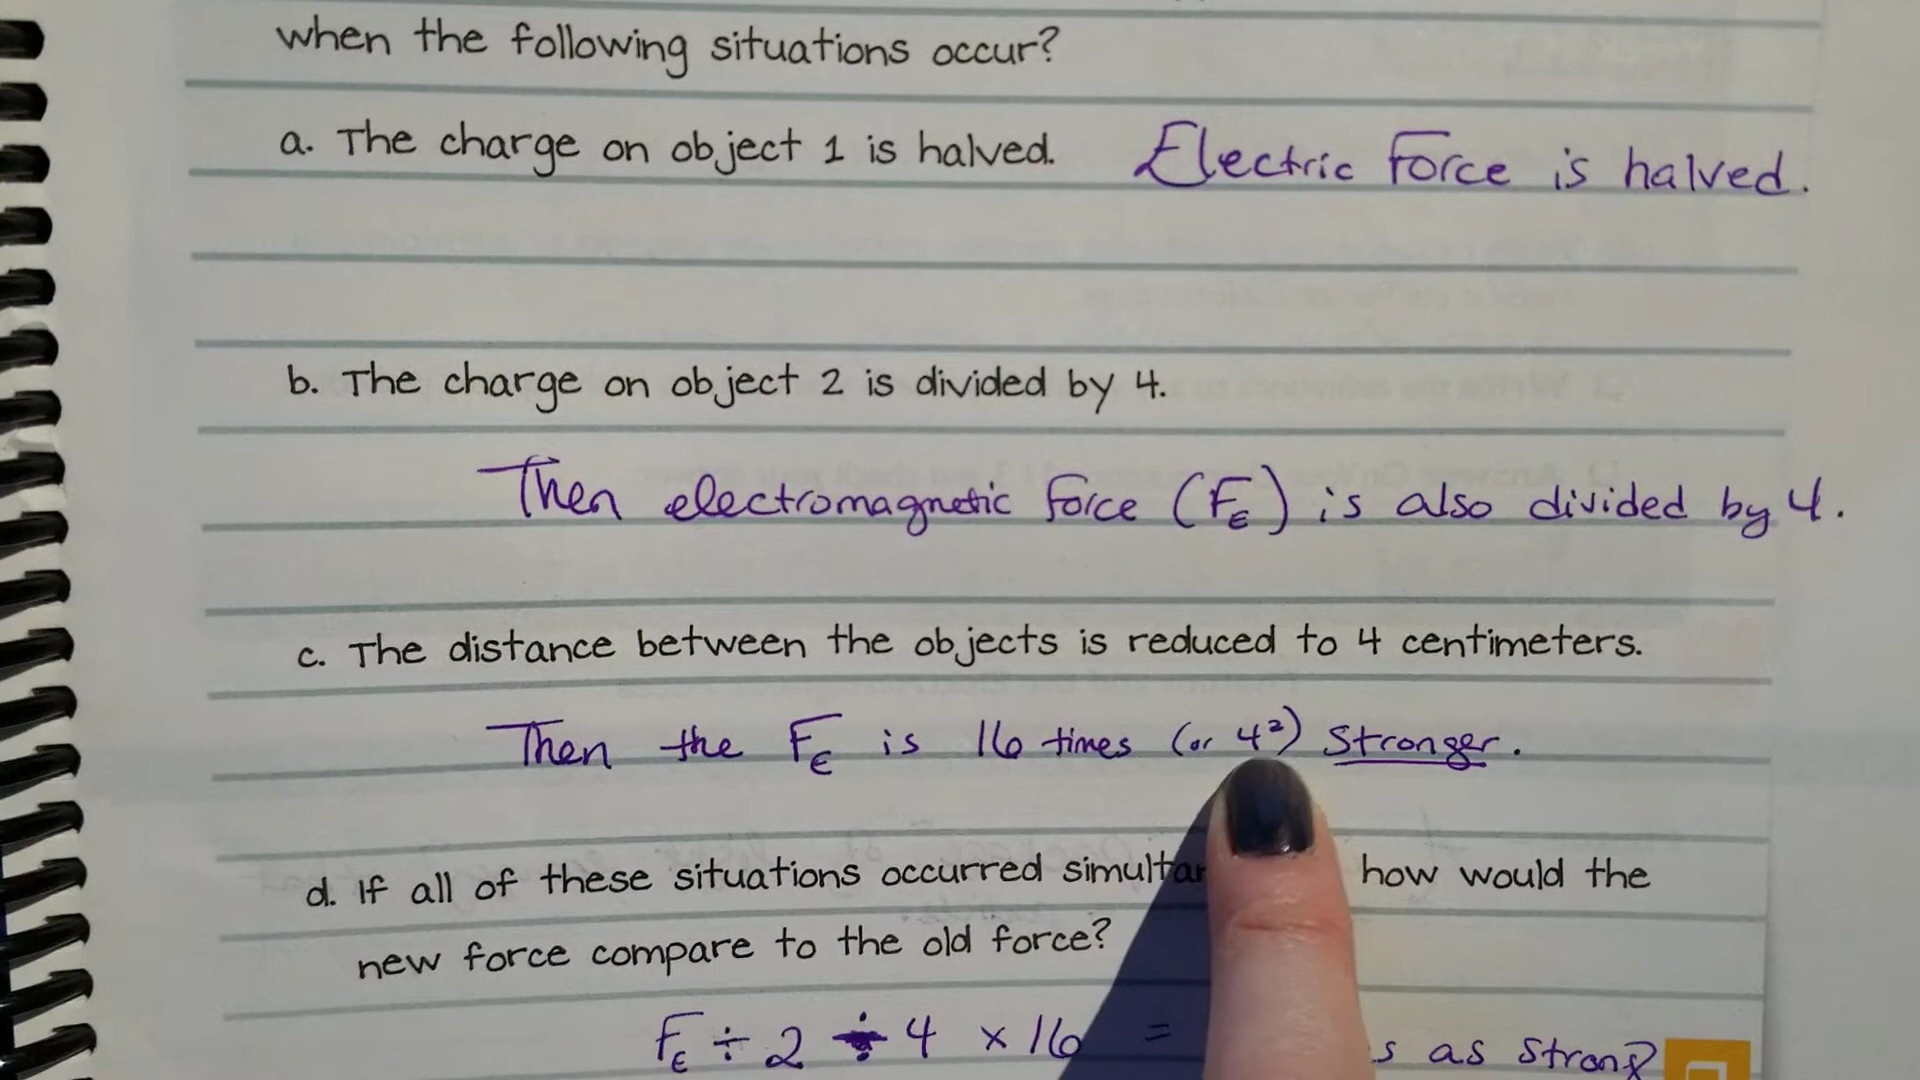 when the following situations occur?
a. The charge on object 1 is halved. Electric Force is halved.
b. The charge on object 2 is divided by 4.
Then electromagnetic force (FE) is also divided by 4.
c. The distance between the objects is reduced to 4 centimeters.
Then the FE is 16 times (or 4²) stronger.
d. If all of these situations occurred how would the
new force compare to the old force?
FE ÷ 2 ÷ 4 × 16 = as strong